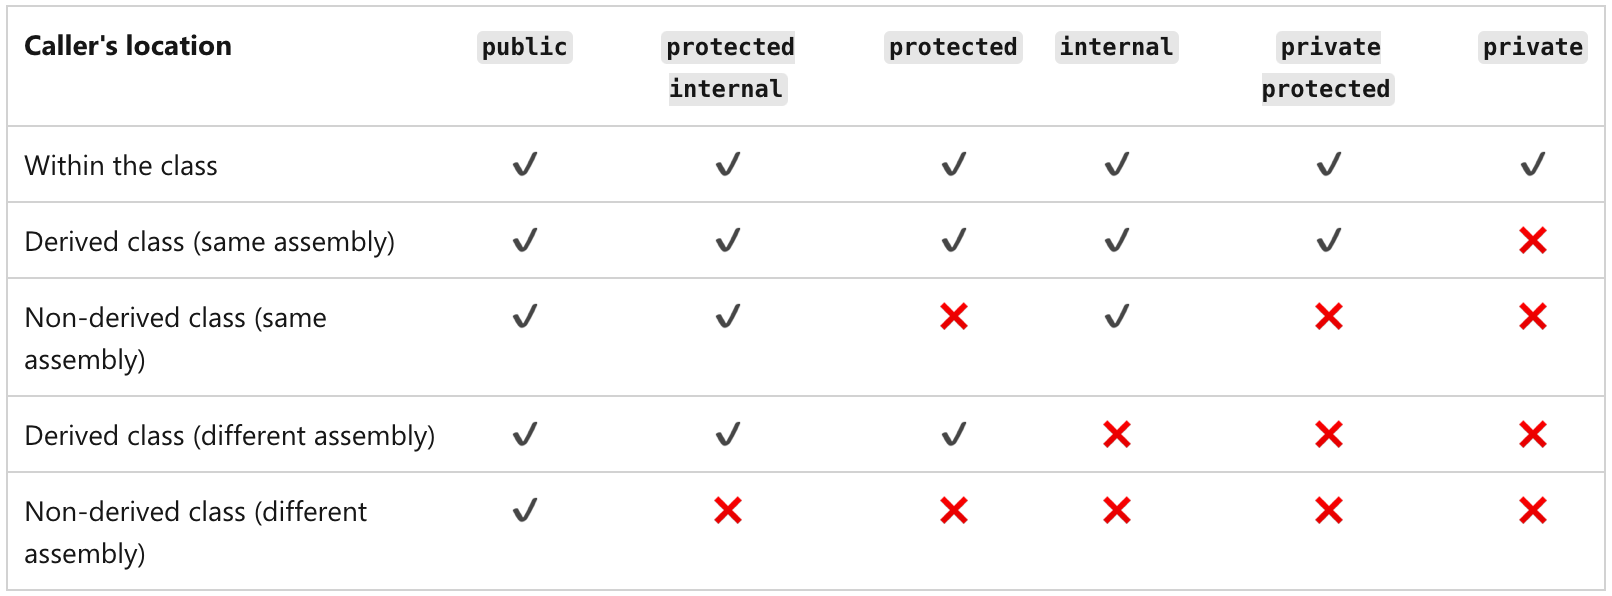 Caller's location public protected internal protected internal private protected private
Within the class ✔ ✔ ✔ ✔ ✔ ✔
Derived class (same assembly) ✔ ✔ ✔ ✔ ✔ ❌
Non-derived class (same assembly) ✔ ✔ ❌ ✔ ❌ ❌
Derived class (different assembly) ✔ ✔ ✔ ❌ ❌ ❌
Non-derived class (different assembly) ✔ ❌ ❌ ❌ ❌ ❌